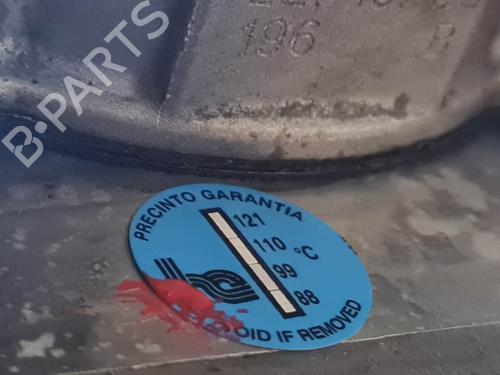 196 B
B-PARTS
PRECINTO GARANTIA
121
110 °C
99
88
VOID IF REMOVED